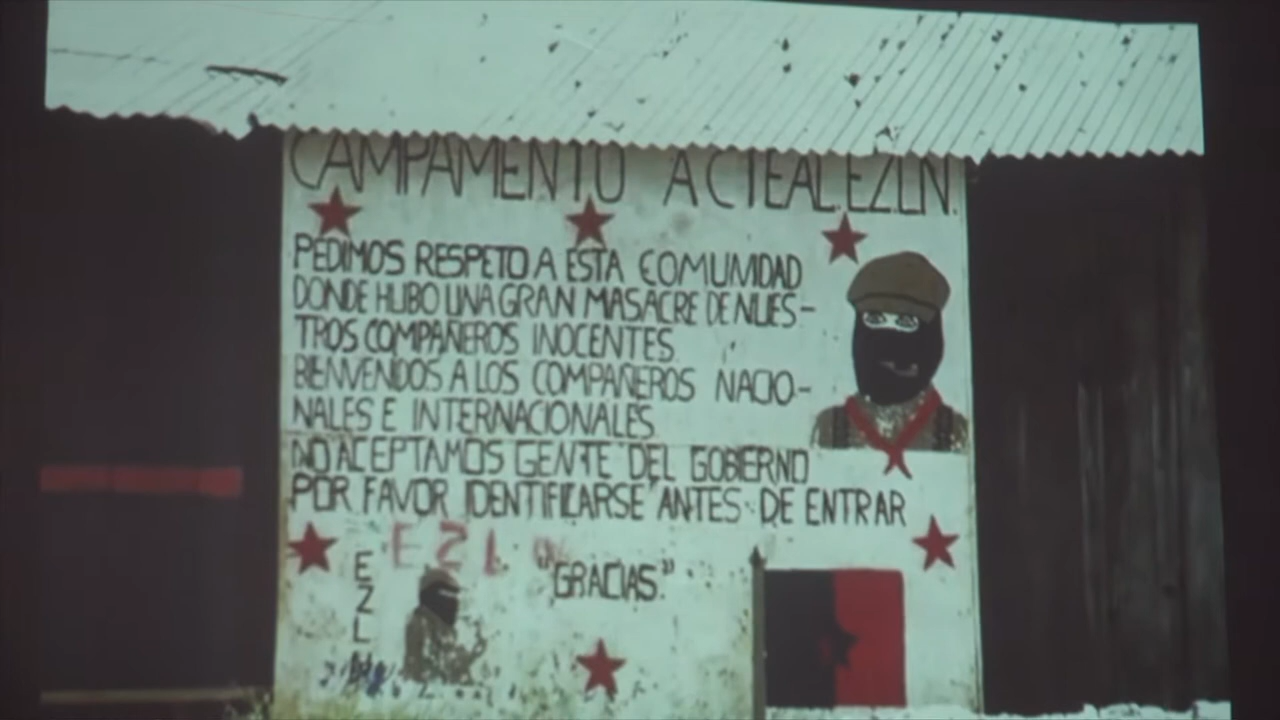 CAMPAMENTO ACTEAL EZLN.
PEDIMOS RESPETO A ESTA COMUNIDAD
DONDE HUBO UNA GRAN MASACRE DE NUES-
TROS COMPAÑEROS INOCENTES
BIENVENIDOS A LOS COMPAÑEROS NACIO-
NALES E INTERNACIONALES
NO ACEPTAMOS GENTE DEL GOBIERNO
POR FAVOR IDENTIFICARSE ANTES DE ENTRAR
EZL
"GRACIAS."
EZLN